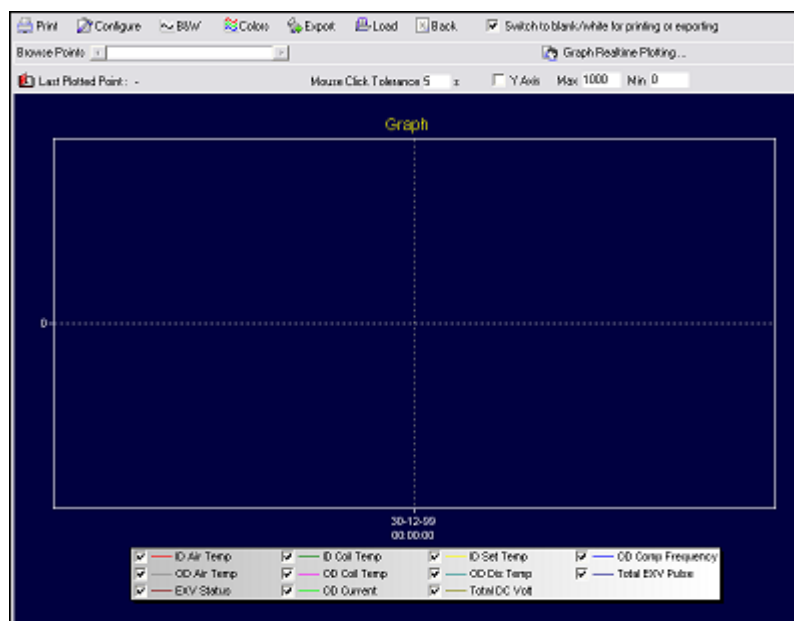 Print Configure B&W Colors Export Load Back Switch to blank/white for printing or exporting
Browse Points Graph Realtime Plotting...
Last Plotted Point: - Mouse Click Tolerance 5 Y Axis Max 1000 Min 0
Graph
0
30-12-99
00:00:00
ID Air Temp ID Coil Temp ID Set Temp OD Comp Frequency
OD Air Temp OD Coil Temp OD Dis Temp Total EXV Pulse
EXV Status OD Current Total DC Volt